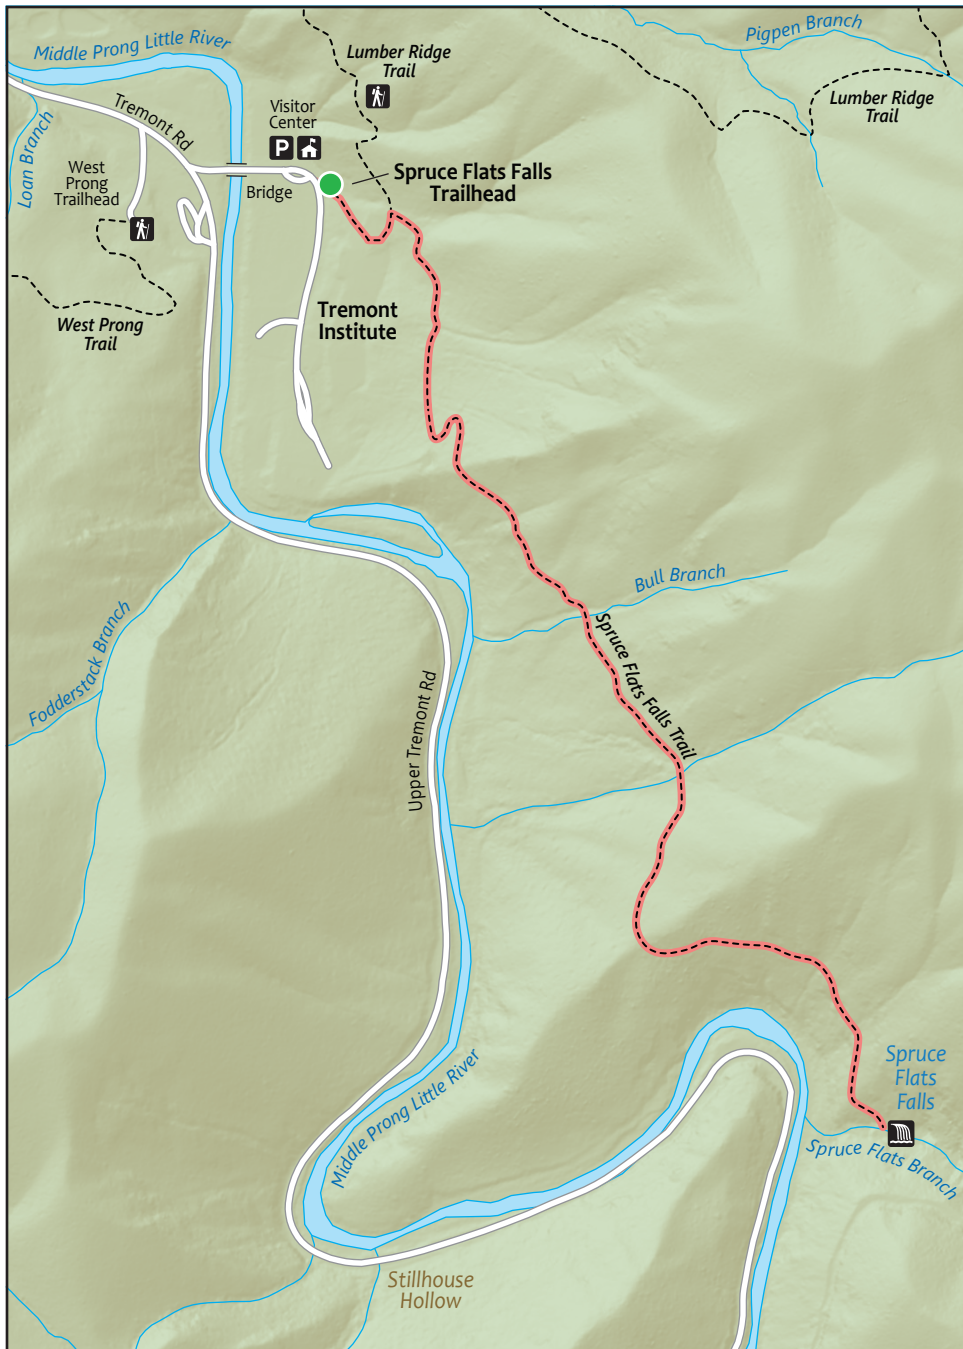 Middle Prong Little River
Pigpen Branch
Lumber Ridge
Trail
Lumber Ridge
Trail
Tremont Rd
Visitor
Center
P
Loan Branch
West
Prong
Trailhead
Bridge
Spruce Flats Falls
Trailhead
Tremont
Institute
West Prong
Trail
Bull Branch
Fodderstack Branch
Spruce Flats Falls Trail
Upper Tremont Rd
Middle Prong Little River
Spruce
Flats
Falls
Spruce Flats Branch
Stillhouse
Hollow